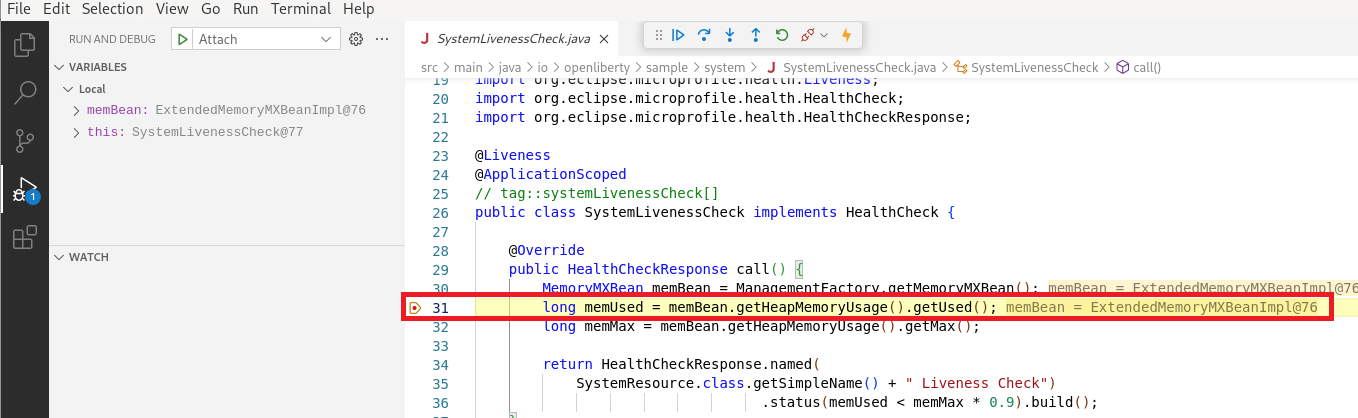 File Edit Selection View Go Run Terminal Help
RUN AND DEBUG Attach
VARIABLES
Local
memBean: ExtendedMemoryMXBeanImpl@76
this: SystemLivenessCheck@77
1
WATCH
J SystemLivenessCheck.java
src > main > java > io > openliberty > sample > system > J SystemLivenessCheck.java > SystemLivenessCheck > call()
19 import org.eclipse.microprofile.health.Liveness;
20 import org.eclipse.microprofile.health.HealthCheck;
21 import org.eclipse.microprofile.health.HealthCheckResponse;
22
23 @Liveness
24 @ApplicationScoped
25 // tag::systemLivenessCheck[]
26 public class SystemLivenessCheck implements HealthCheck {
27
28 @Override
29 public HealthCheckResponse call() {
30 MemoryMXBean memBean = ManagementFactory.getMemoryMXBean(); memBean = ExtendedMemoryMXBeanImpl@76
31 long memUsed = memBean.getHeapMemoryUsage().getUsed(); memBean = ExtendedMemoryMXBeanImpl@76
32 long memMax = memBean.getHeapMemoryUsage().getMax();
33
34 return HealthCheckResponse.named(
35 SystemResource.class.getSimpleName() + " Liveness Check")
36 .status(memUsed < memMax * 0.9).build();
37 }